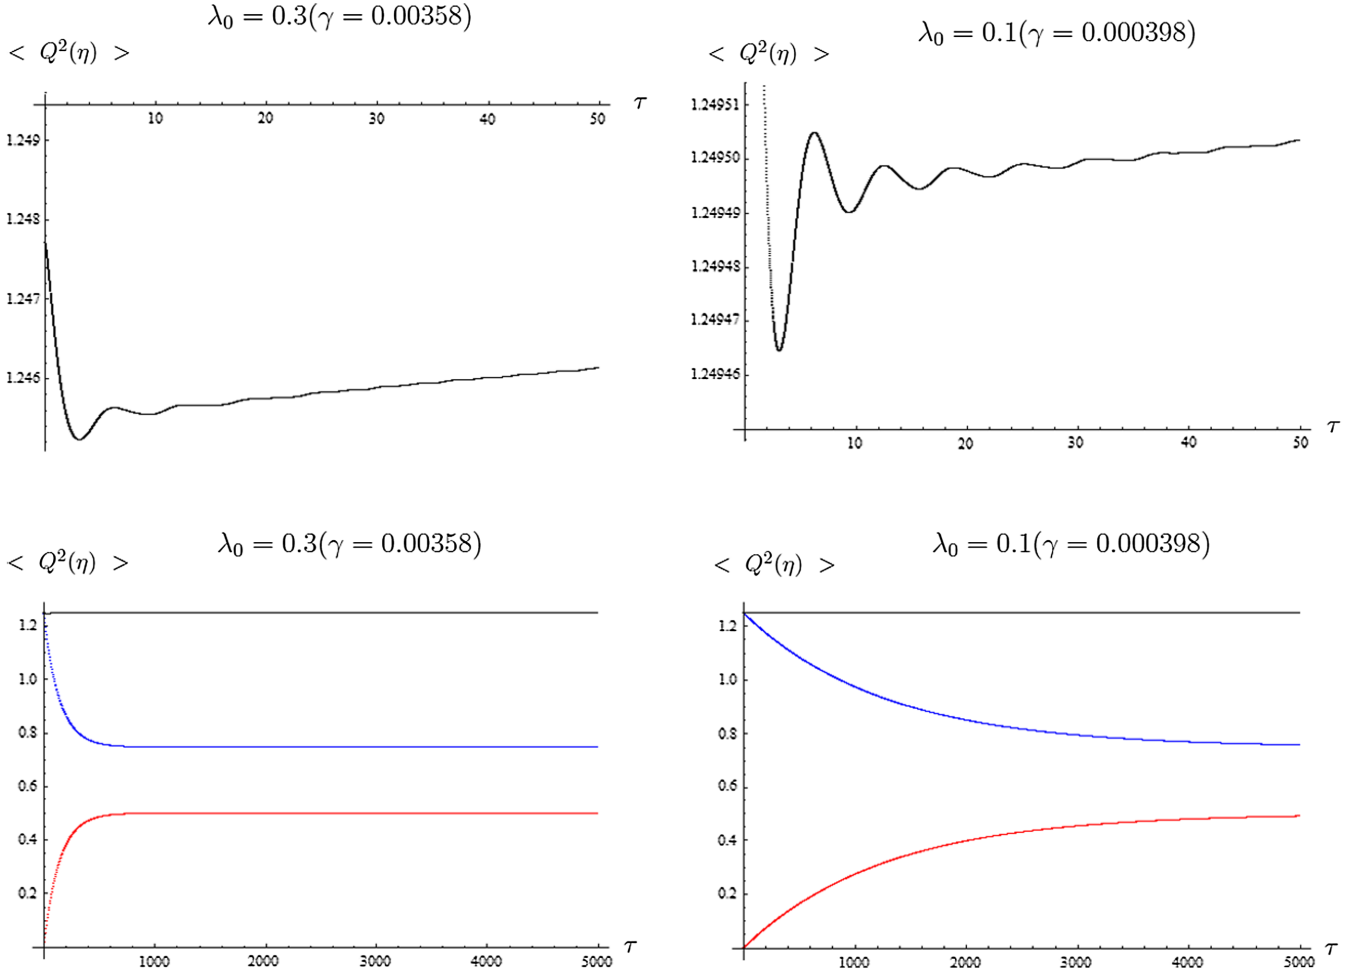 λ₀ = 0.3(γ = 0.00358)
< Q²(η) >
τ
10 20 30 40 50
1.249
1.248
1.247
1.246
λ₀ = 0.1(γ = 0.000398)
< Q²(η) >
1.24951
1.24950
1.24949
1.24948
1.24947
1.24946
10 20 30 40 50
τ
λ₀ = 0.3(γ = 0.00358)
< Q²(η) >
1.2
1.0
0.8
0.6
0.4
0.2
1000 2000 3000 4000 5000
τ
λ₀ = 0.1(γ = 0.000398)
< Q²(η) >
1.2
1.0
0.8
0.6
0.4
0.2
1000 2000 3000 4000 5000
τ